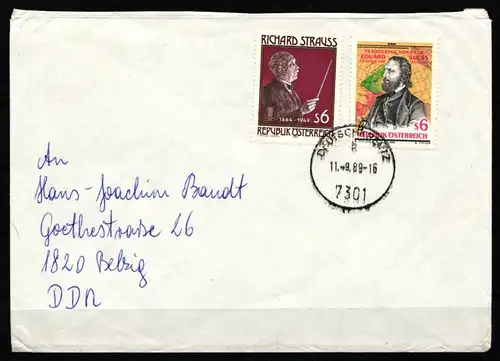 RICHARD STRAUSS
1864-1949
S6
REPUBLIK ÖSTERREICH
EDUARD SUESS
S6
REPUBLIK ÖSTERREICH
11.-9.89-16
7301
An
Hans-Joachim Brandt
Goethestraße 26
1820 Belzig
DDR